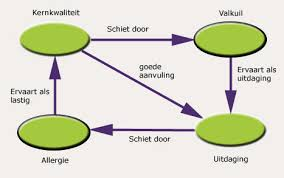 Kernkwaliteit
Valkuil
Schiet door
goede
aanvulling
Ervaart als
uitdaging
Ervaart als
lastig
Schiet door
Allergie
Uitdaging